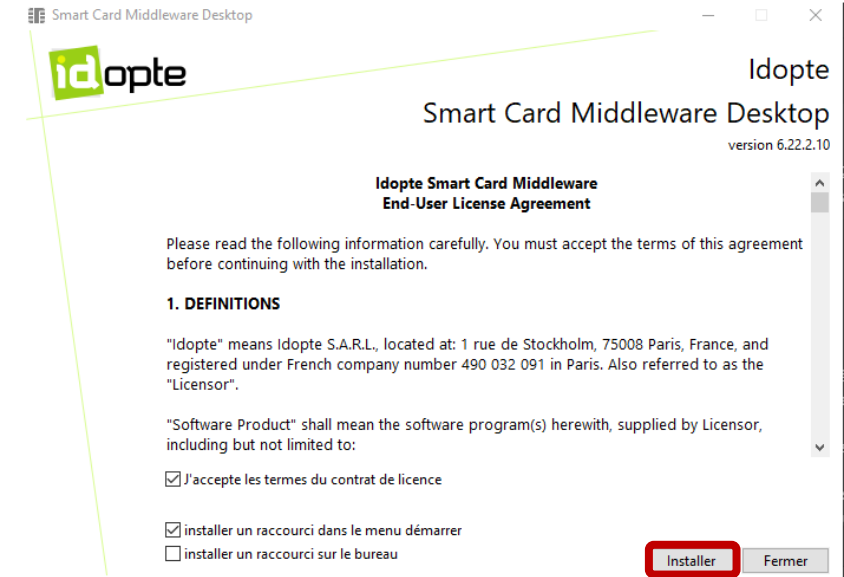 Smart Card Middleware Desktop
idopte
Idopte
Smart Card Middleware Desktop
version 6.22.2.10
Idopte Smart Card Middleware
End-User License Agreement
Please read the following information carefully. You must accept the terms of this agreement
before continuing with the installation.
1. DEFINITIONS
"Idopte" means Idopte S.A.R.L., located at: 1 rue de Stockholm, 75008 Paris, France, and
registered under French company number 490 032 091 in Paris. Also referred to as the
"Licensor".
"Software Product" shall mean the software program(s) herewith, supplied by Licensor,
including but not limited to:
J'accepte les termes du contrat de licence
installer un raccourci dans le menu démarrer
installer un raccourci sur le bureau
Installer
Fermer